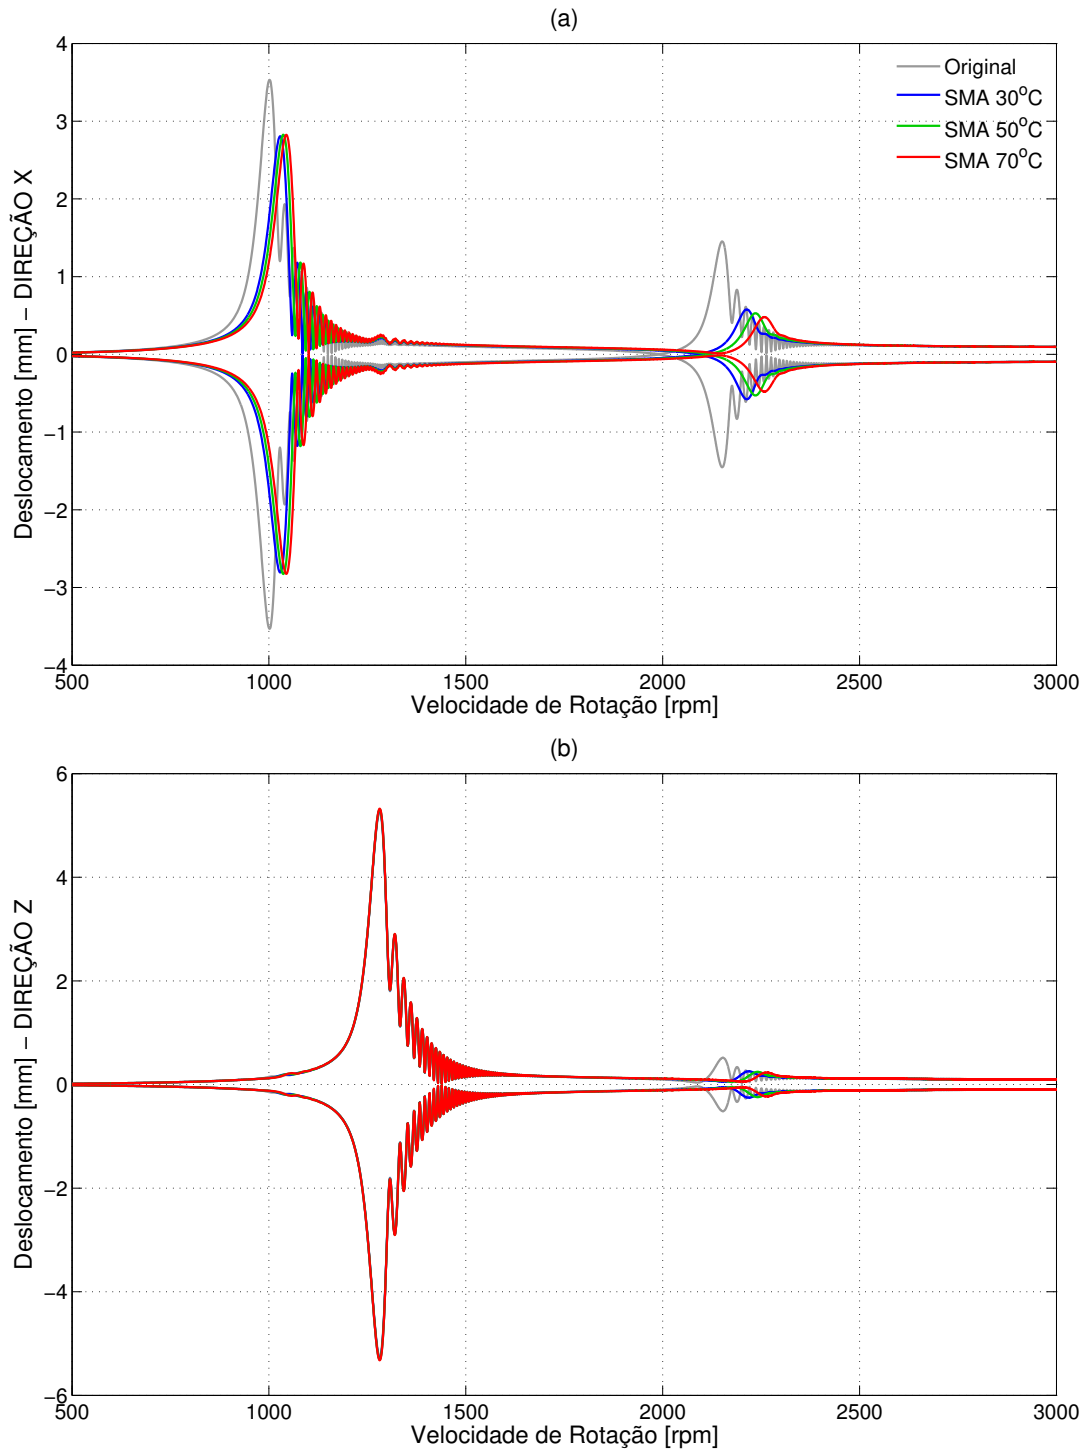 (a)
Original
SMA 30°C
SMA 50°C
SMA 70°C
Deslocamento [mm] − DIREÇÃO X
4
3
2
1
0
−1
−2
−3
−4
500 1000 1500 2000 2500 3000
Velocidade de Rotação [rpm]
(b)
Deslocamento [mm] − DIREÇÃO Z
6
4
2
0
−2
−4
−6
500 1000 1500 2000 2500 3000
Velocidade de Rotação [rpm]